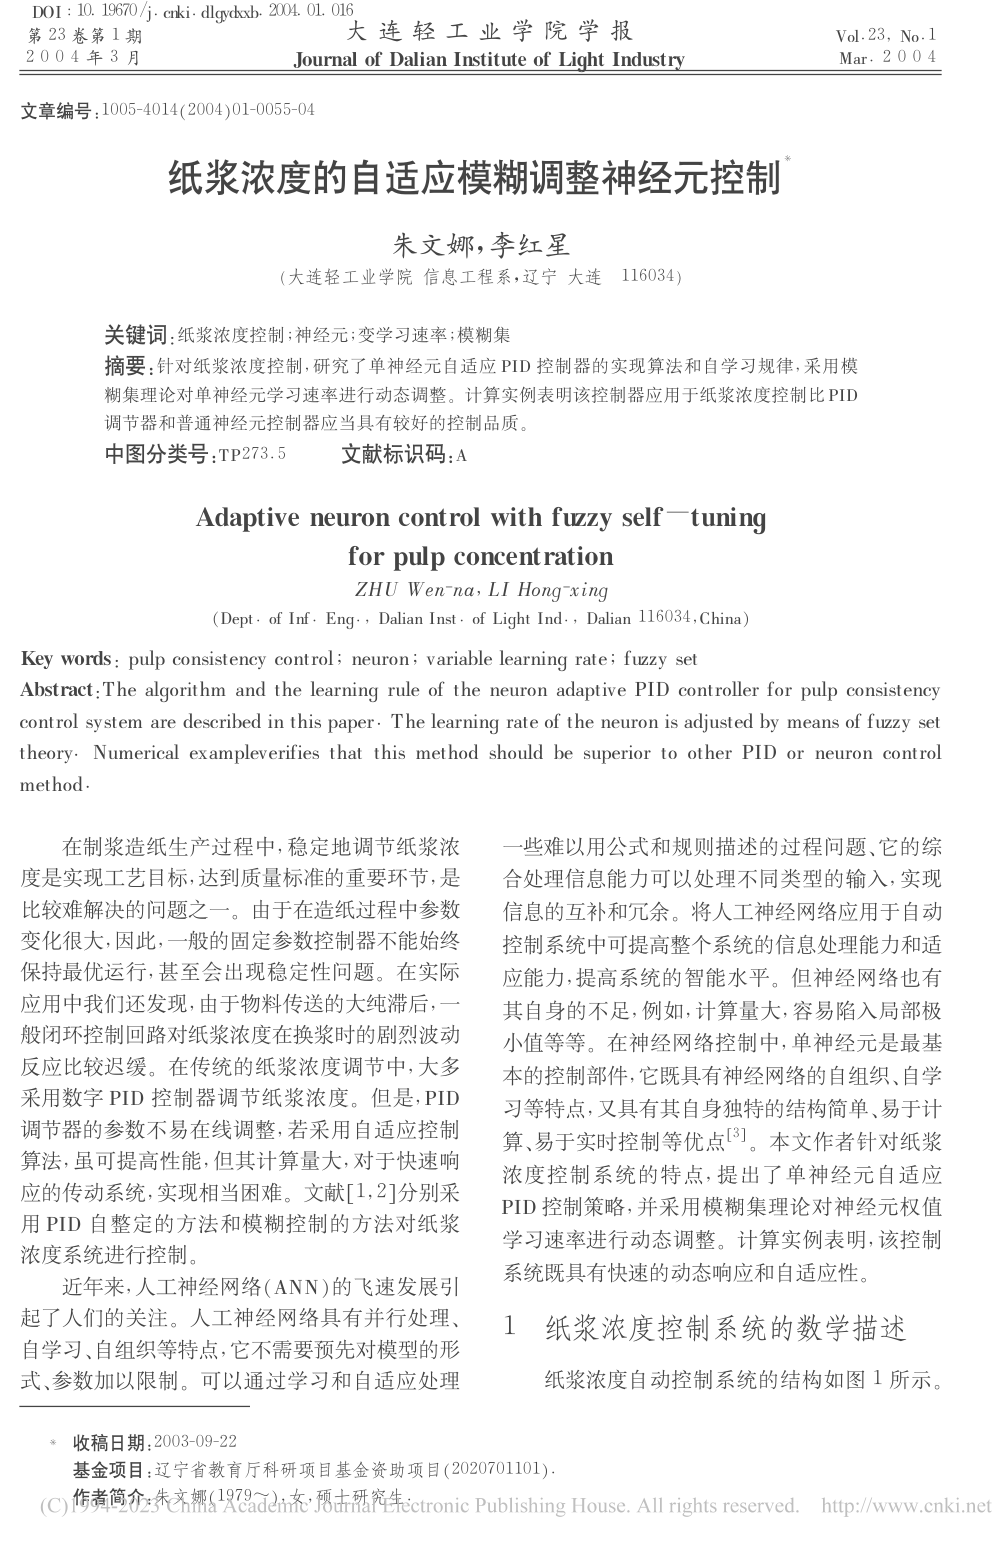 DOI:10.19670/j.cnki.dlgydxxb.2004.01.016
第23卷第1期
2004年3月
大连轻工业学院学报
Journal of Dalian Institute of Light Industry
Vol.23, No.1
Mar. 2004
文章编号:1005-4014(2004)01-0055-04
纸浆浓度的自适应模糊调整神经元控制*
朱文娜,李红星
(大连轻工业学院 信息工程系,辽宁 大连 116034)
关键词:纸浆浓度控制;神经元;变学习速率;模糊集
摘要:针对纸浆浓度控制,研究了单神经元自适应PID控制器的实现算法和自学习规律,采用模
糊集理论对单神经元学习速率进行动态调整。计算实例表明该控制器应用于纸浆浓度控制比PID
调节器和普通神经元控制器应当具有较好的控制品质。
中图分类号:TP273.5 文献标识码:A
Adaptive neuron control with fuzzy self—tuning
for pulp concentration
ZHU Wen-na, LI Hong-xing
(Dept. of Inf. Eng., Dalian Inst. of Light Ind., Dalian 116034,China)
Key words: pulp consistency control; neuron; variable learning rate; fuzzy set
Abstract:The algorithm and the learning rule of the neuron adaptive PID controller for pulp consistency
control system are described in this paper. The learning rate of the neuron is adjusted by means of fuzzy set
theory. Numerical exampleverifies that this method should be superior to other PID or neuron control
method.
在制浆造纸生产过程中,稳定地调节纸浆浓
度是实现工艺目标,达到质量标准的重要环节,是
比较难解决的问题之一。由于在造纸过程中参数
变化很大,因此,一般的固定参数控制器不能始终
保持最优运行,甚至会出现稳定性问题。在实际
应用中我们还发现,由于物料传送的大纯滞后,一
般闭环控制回路对纸浆浓度在换浆时的剧烈波动
反应比较迟缓。在传统的纸浆浓度调节中,大多
采用数字PID控制器调节纸浆浓度。但是,PID
调节器的参数不易在线调整,若采用自适应控制
算法,虽可提高性能,但其计算量大,对于快速响
应的传动系统,实现相当困难。文献[1,2]分别采
用PID自整定的方法和模糊控制的方法对纸浆
浓度系统进行控制。
近年来,人工神经网络(ANN)的飞速发展引
起了人们的关注。人工神经网络具有并行处理、
自学习、自组织等特点,它不需要预先对模型的形
式、参数加以限制。可以通过学习和自适应处理
一些难以用公式和规则描述的过程问题、它的综
合处理信息能力可以处理不同类型的输入,实现
信息的互补和冗余。将人工神经网络应用于自动
控制系统中可提高整个系统的信息处理能力和适
应能力,提高系统的智能水平。但神经网络也有
其自身的不足,例如,计算量大,容易陷入局部极
小值等等。在神经网络控制中,单神经元是最基
本的控制部件,它既具有神经网络的自组织、自学
习等特点,又具有其自身独特的结构简单、易于计
算、易于实时控制等优点[3]。本文作者针对纸浆
浓度控制系统的特点,提出了单神经元自适应
PID控制策略,并采用模糊集理论对神经元权值
学习速率进行动态调整。计算实例表明,该控制
系统既具有快速的动态响应和自适应性。
1 纸浆浓度控制系统的数学描述
纸浆浓度自动控制系统的结构如图1所示。
* 收稿日期:2003-09-22
基金项目:辽宁省教育厅科研项目基金资助项目(2020701101).
作者简介:朱文娜(1979~),女,硕士研究生.
(C)1994-2023 China Academic Journal Electronic Publishing House. All rights reserved. http://www.cnki.net